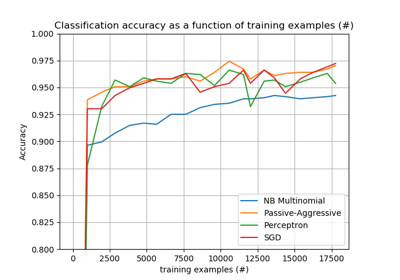 Classification accuracy as a function of training examples (#)
1.000
0.975
0.950
0.925
0.900
0.875
0.850
0.825
0.800
Accuracy
NB Multinomial
Passive-Aggressive
Perceptron
SGD
0 2500 5000 7500 10000 12500 15000 17500
training examples (#)